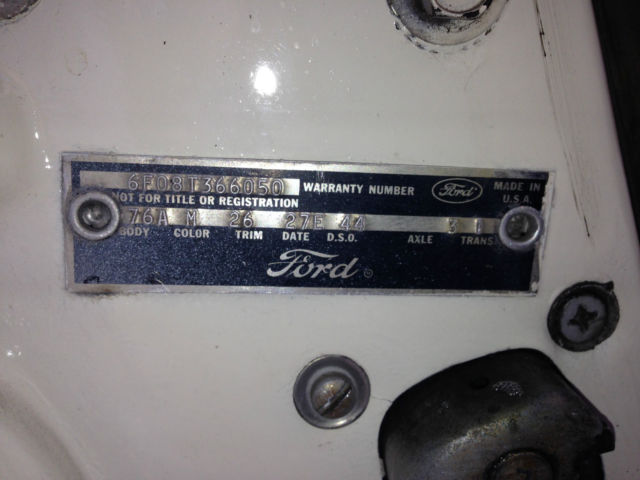 6F08T366050 WARRANTY NUMBER Ford MADE IN U.S.A.
NOT FOR TITLE OR REGISTRATION
76A M 26 27E 44 3 1
BODY COLOR TRIM DATE D.S.O. AXLE TRANS
Ford